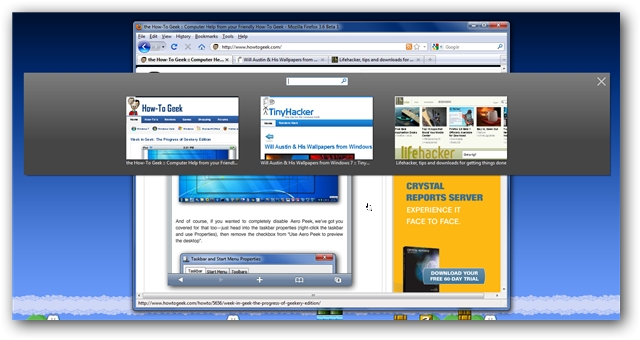 the How-To Geek :: Computer Help from your Friendly How-To Geek - Mozilla Firefox 3.6 Beta 1
File Edit View History Bookmarks Tools Help
http://www.howtogeek.com/
Google
the How-To Geek :: Computer He...
Will Austin & His Wallpapers from ...
Lifehacker, tips and downloads for ...
How-To Geek
Week in Geek: The Progress of Geekery Edition
the How-To Geek :: Computer Help from your Friendl...
TinyHacker
Will Austin & His Wallpapers from Windows
Will Austin & His Wallpapers from Windows 7 :: Tiny...
lifehacker
Lifehacker, tips and downloads for getting things done
And of course, if you wanted to completely disable Aero Peek, we've got you
covered for that too—just head into the taskbar properties (right-click the taskbar
and use Properties), then remove the checkbox from "Use Aero Peek to preview
the desktop".
Taskbar and Start Menu Properties
Taskbar Start Menu Toolbars
CRYSTAL
REPORTS SERVER
EXPERIENCE IT
FACE TO FACE.
DOWNLOAD YOUR
FREE 60-DAY TRIAL
http://www.howtogeek.com/howto/5656/week-in-geek-the-progress-of-geekery-edition/